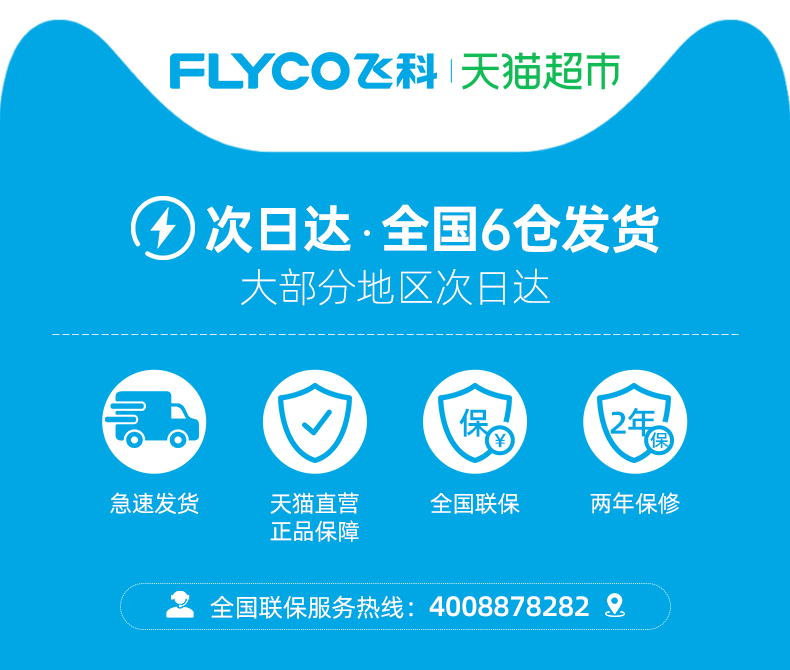 FLYCO飞科 | 天猫超市
次日达 · 全国6仓发货
大部分地区次日达
保
¥
2年
保
急速发货
天猫直营
正品保障
全国联保
两年保修
全国联保服务热线：4008878282